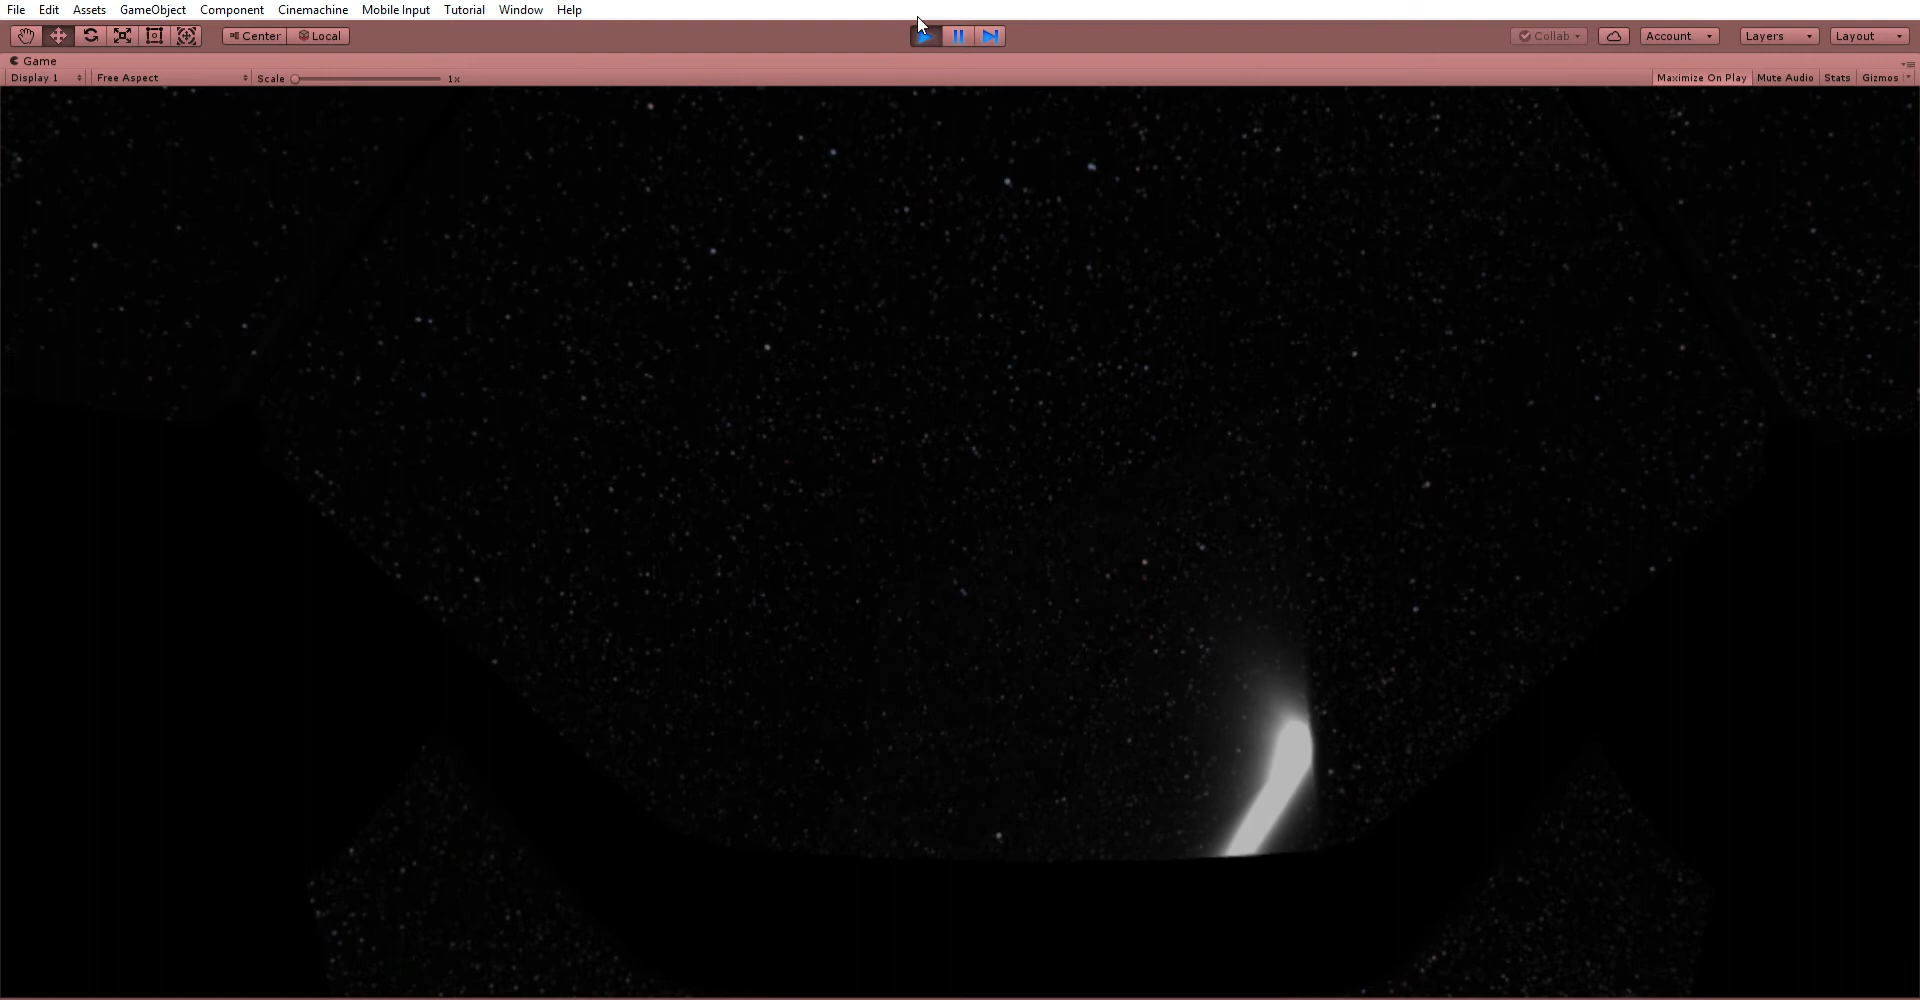 File Edit Assets GameObject Component Cinemachine Mobile Input Tutorial Window Help
Center Local Collab Account Layers Layout
Game
Display 1 Free Aspect Scale 1x Maximize On Play Mute Audio Stats Gizmos